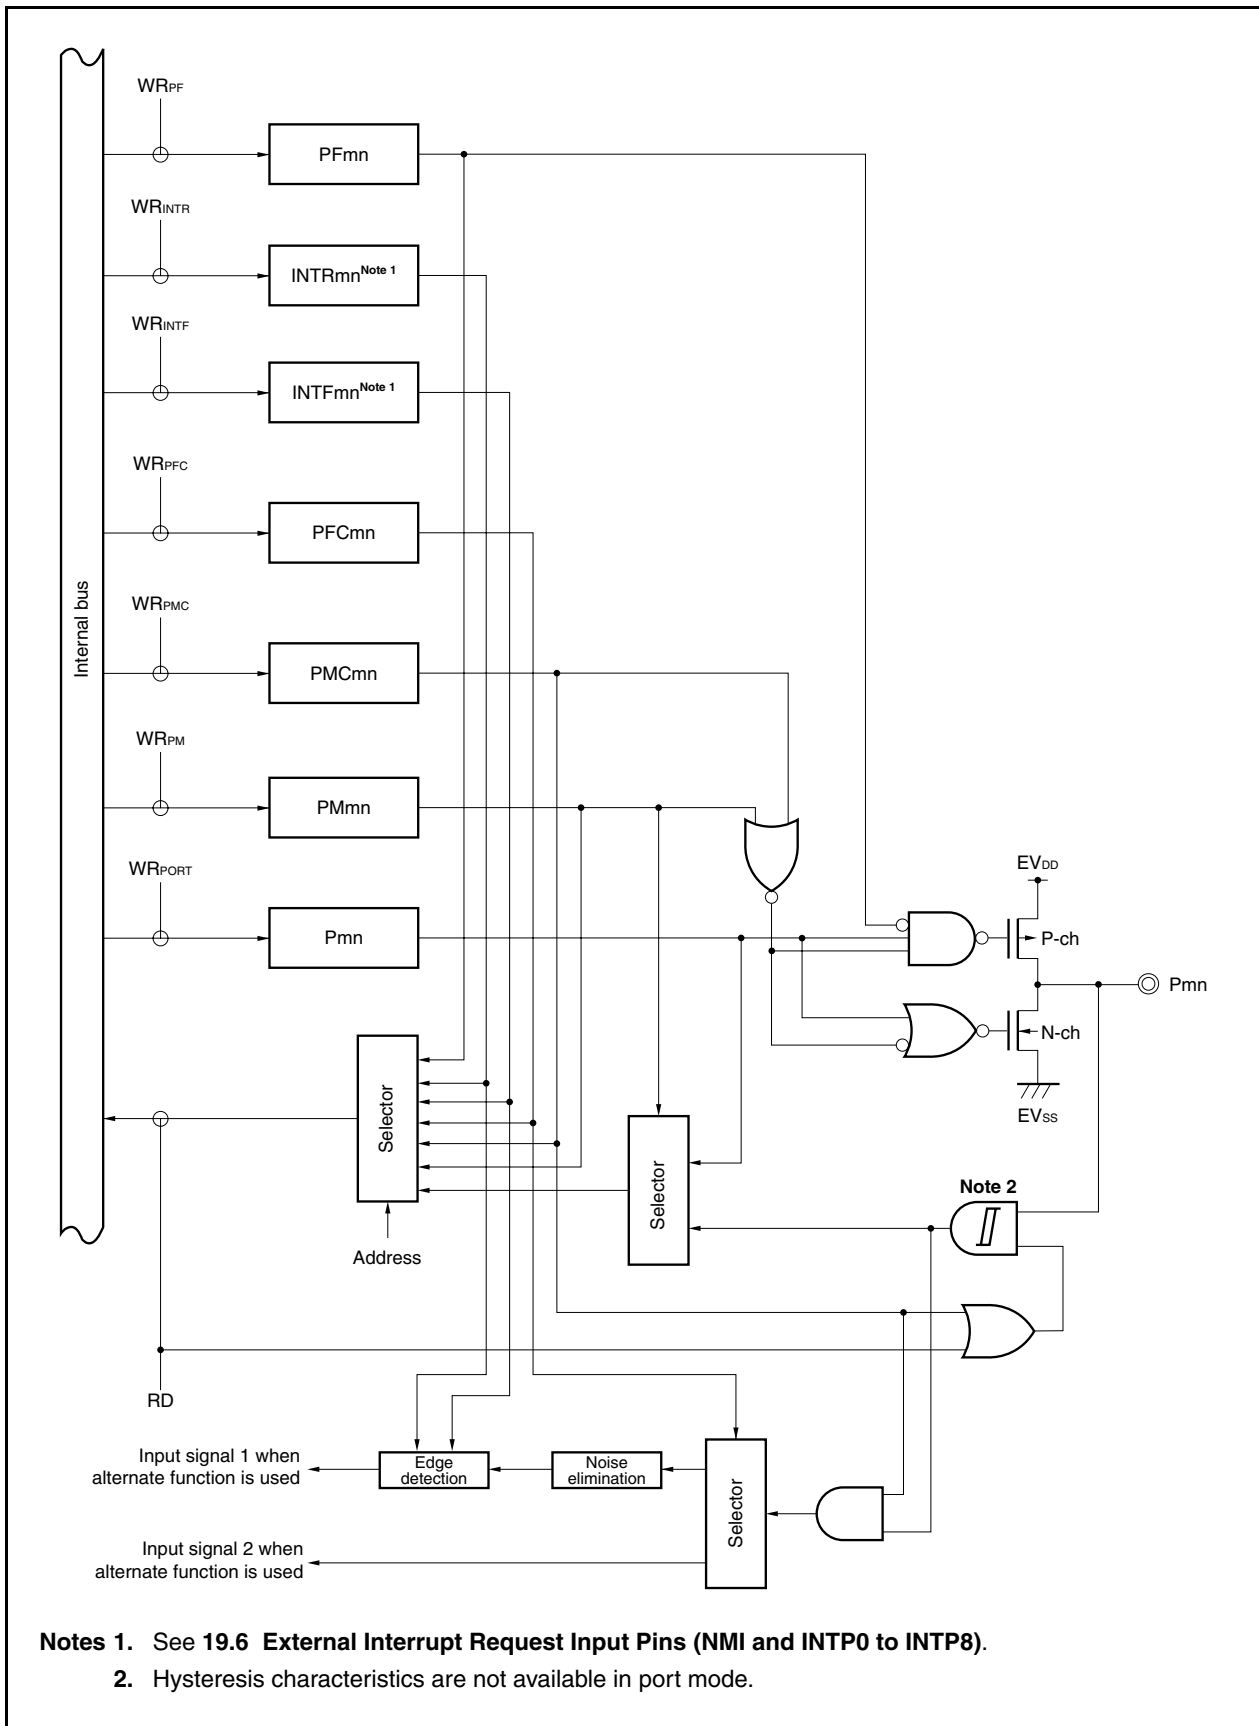 WRPF
PFmn
WRINTR
INTRmnNote 1
WRINTF
INTFmnNote 1
WRPFC
PFCmn
Internal bus
WRPMC
PMCmn
WRPM
PMmn
WRPORT
Pmn
EVDD
P-ch
Pmn
N-ch
EVSS
Selector
Selector
Note 2
Address
RD
Input signal 1 when
alternate function is used
Edge
detection
Noise
elimination
Selector
Input signal 2 when
alternate function is used
Notes 1. See 19.6 External Interrupt Request Input Pins (NMI and INTP0 to INTP8).
2. Hysteresis characteristics are not available in port mode.